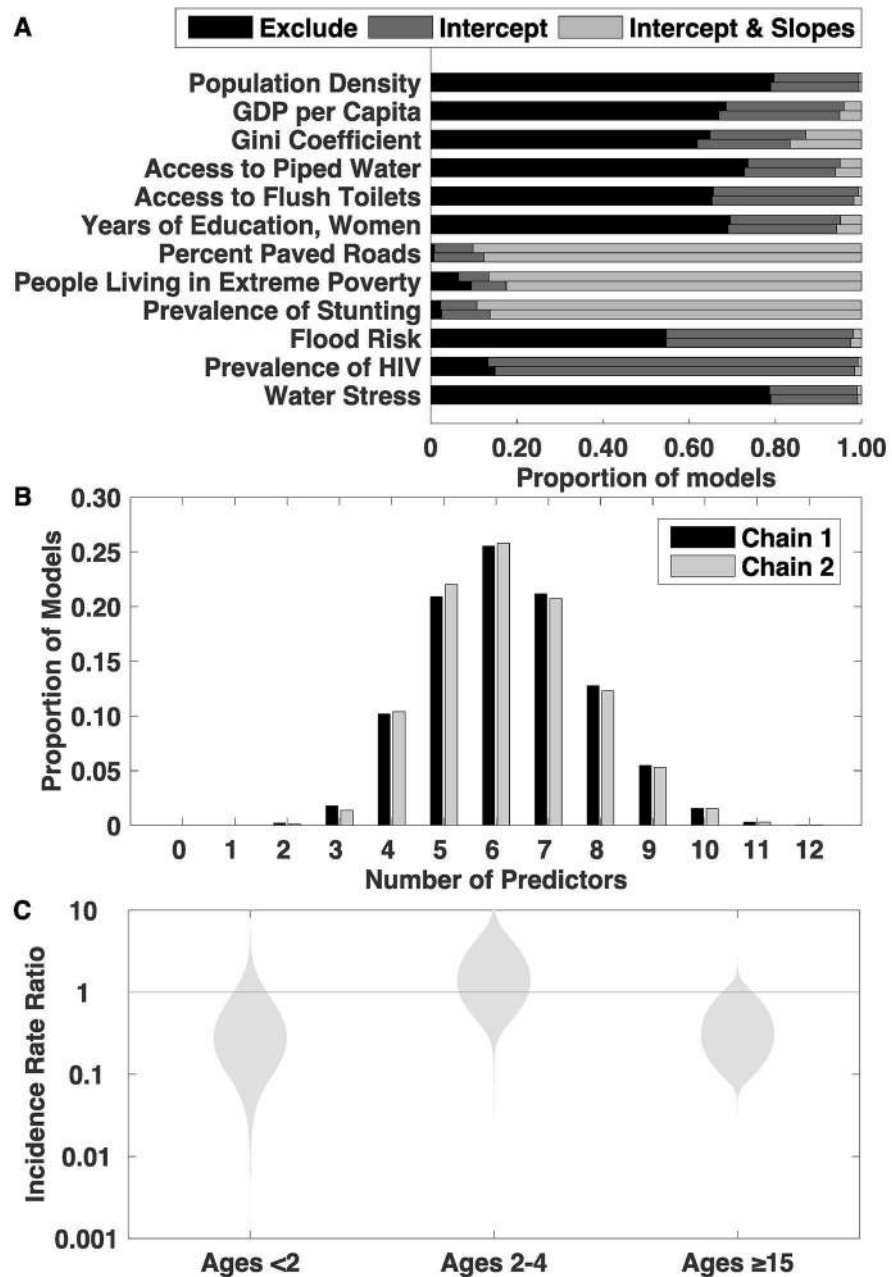 A
Exclude Intercept Intercept & Slopes
Population Density
GDP per Capita
Gini Coefficient
Access to Piped Water
Access to Flush Toilets
Years of Education, Women
Percent Paved Roads
People Living in Extreme Poverty
Prevalence of Stunting
Flood Risk
Prevalence of HIV
Water Stress
0 0.20 0.40 0.60 0.80 1.00
Proportion of models
B
Proportion of Models
0.30
0.25
0.20
0.15
0.10
0.05
0
Chain 1
Chain 2
0 1 2 3 4 5 6 7 8 9 10 11 12
Number of Predictors
C
Incidence Rate Ratio
10
1
0.1
0.01
0.001
Ages <2 Ages 2-4 Ages ≥15